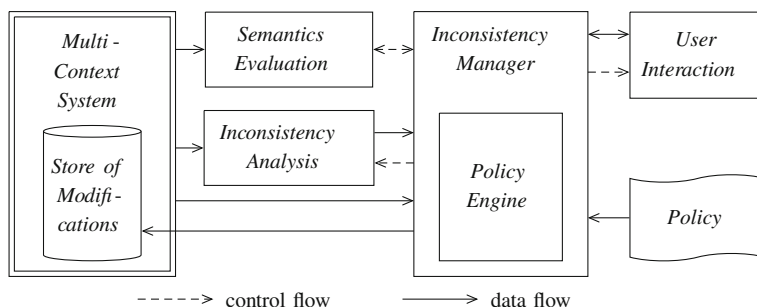 Multi -
Context
System
Store of
Modifi-
cations
Semantics
Evaluation
Inconsistency
Analysis
Inconsistency
Manager
Policy
Engine
User
Interaction
Policy
control flow
data flow